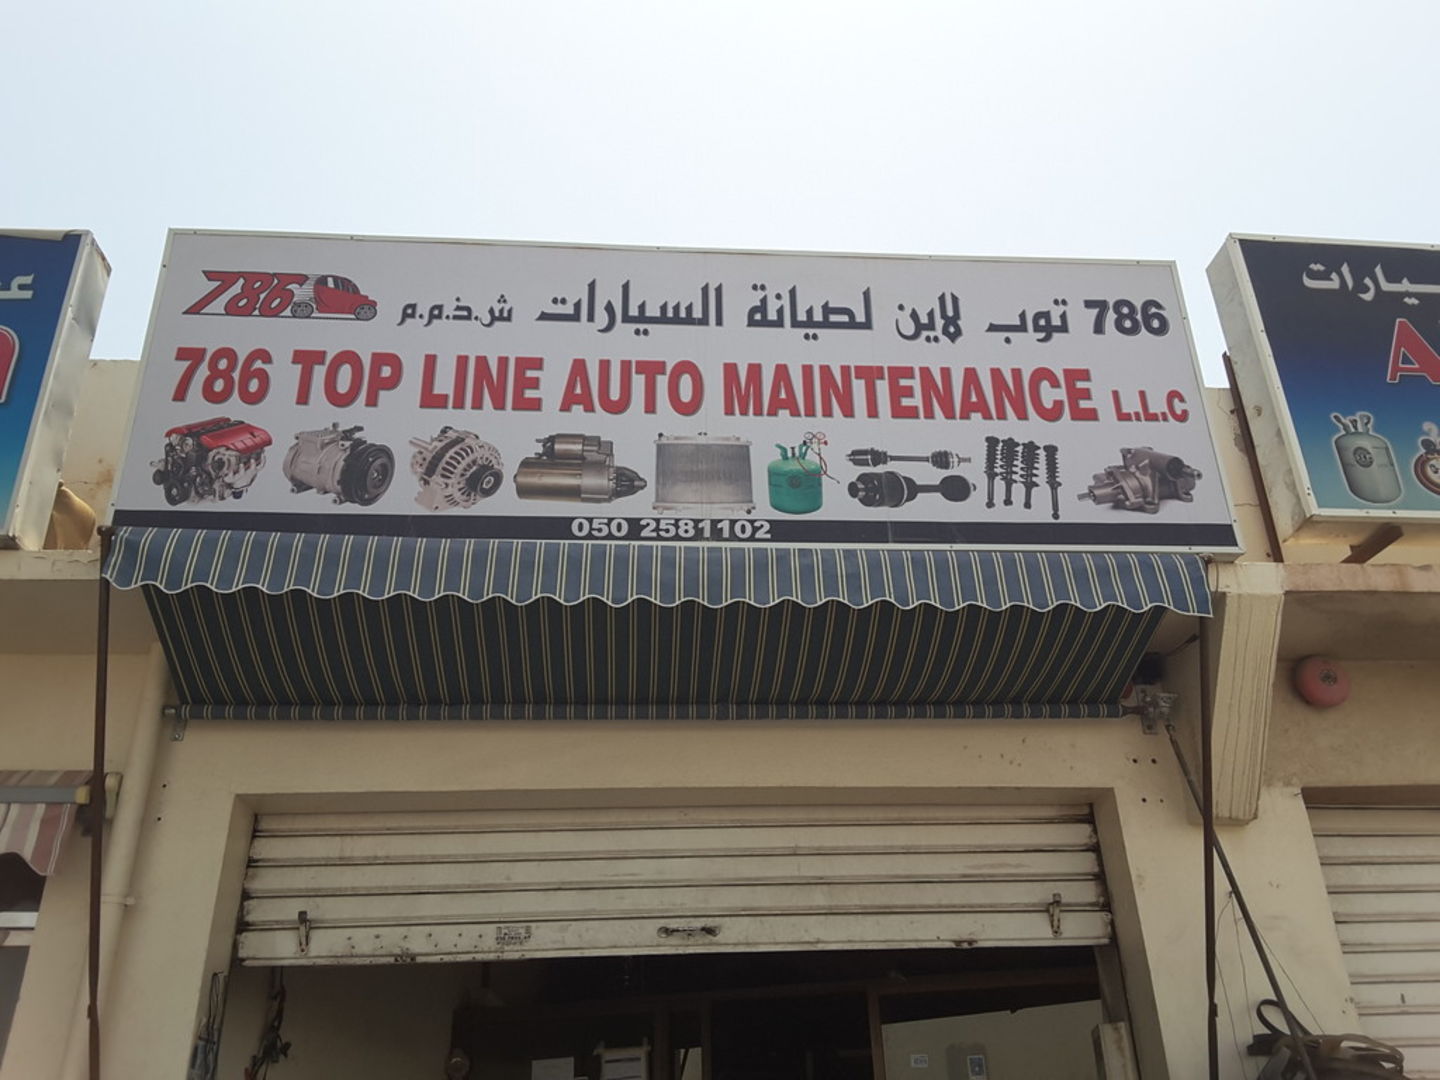 786
786 توب لاين لصيانة السيارات ش.ذ.م.م
786 TOP LINE AUTO MAINTENANCE L.L.C
050 2581102